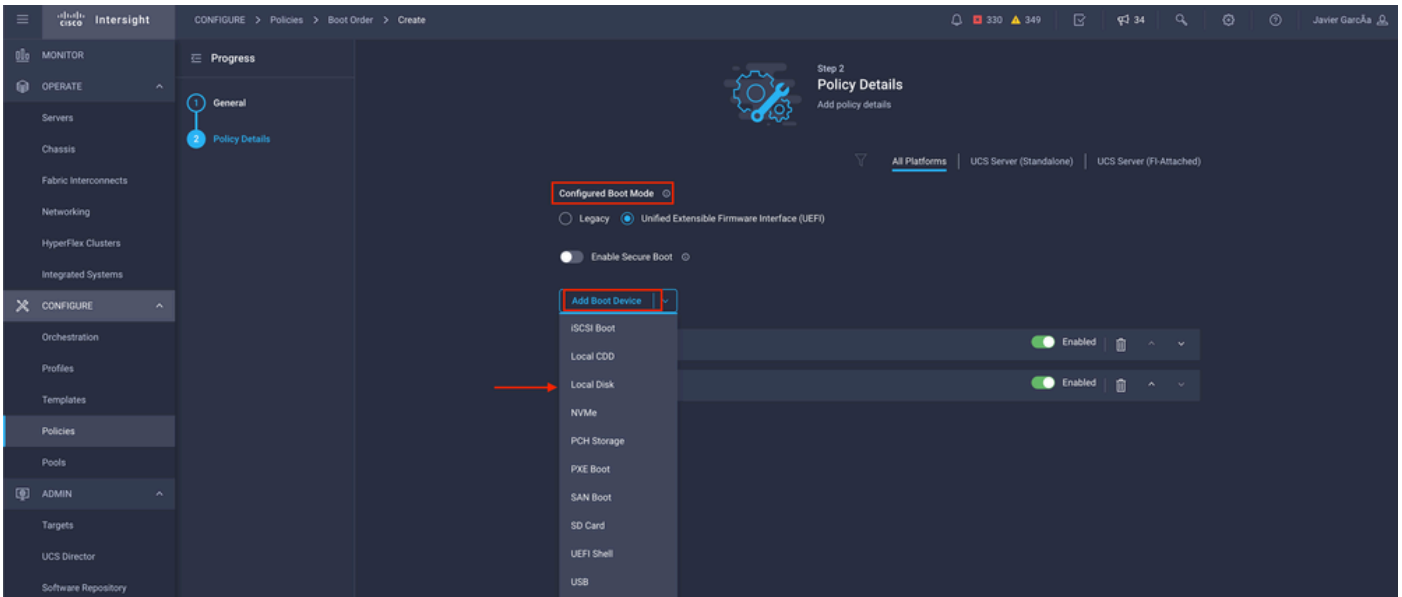 cisco Intersight
CONFIGURE > Policies > Boot Order > Create
330 349 34 Javier GarcÃa
MONITOR
OPERATE
Servers
Chassis
Fabric Interconnects
Networking
HyperFlex Clusters
Integrated Systems
CONFIGURE
Orchestration
Profiles
Templates
Policies
Pools
ADMIN
Targets
UCS Director
Software Repository
Progress
1 General
2 Policy Details
Step 2
Policy Details
Add policy details
All Platforms | UCS Server (Standalone) | UCS Server (FI-Attached)
Configured Boot Mode
Legacy Unified Extensible Firmware Interface (UEFI)
Enable Secure Boot
Add Boot Device
iSCSI Boot
Local CDD
Local Disk
NVMe
PCH Storage
PXE Boot
SAN Boot
SD Card
UEFI Shell
USB
Enabled
Enabled